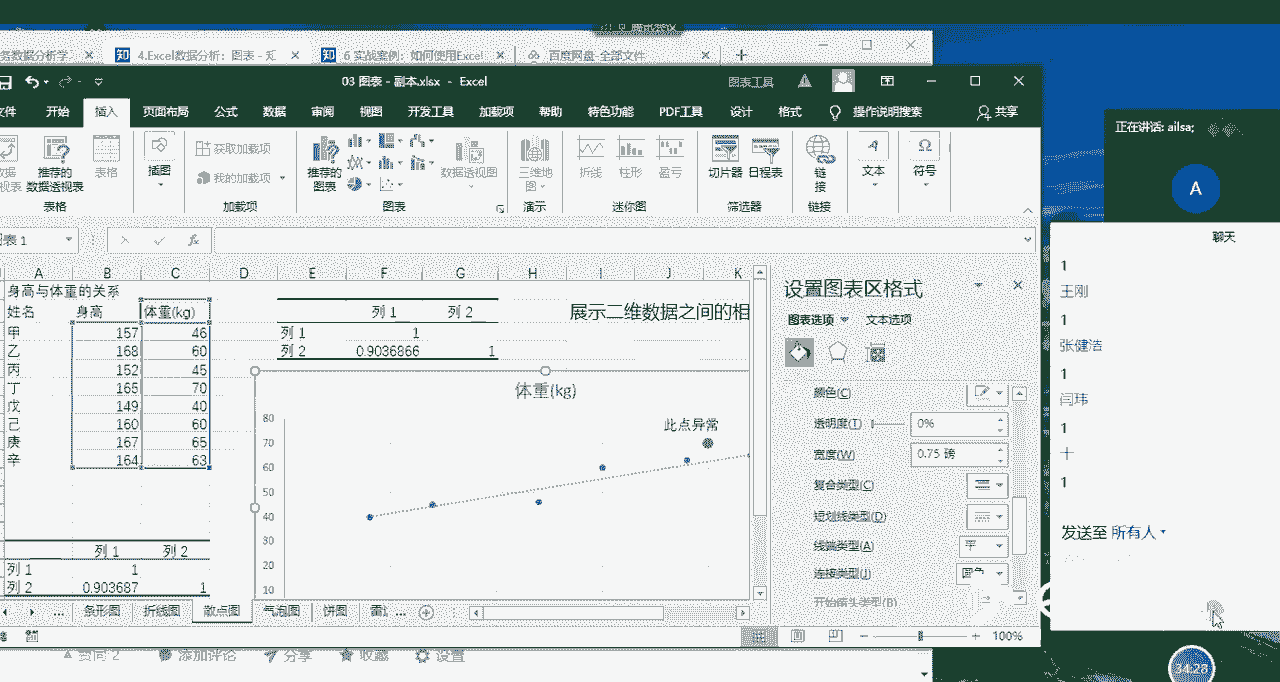 腾讯会议
务数据分析学
4.Excel数据分析：图表 - 知
6 实战案例：如何使用Excel
百度网盘-全部文件
03 图表 - 副本.xlsx - Excel
图表工具
文件 开始 插入 页面布局 公式 数据 审阅 视图 开发工具 加载项 帮助 特色功能 PDF工具 设计 格式 操作说明搜索 共享
推荐的数据透视表 表格 插图 获取加载项 我的加载项 推荐的图表 数据透视图 三维地图 折线 柱形 盈亏 切片器 日程表 链接 文本 符号
表格 加载项 图表 演示 迷你图 筛选器 链接
图表 1
A B C D E F G H I J K
身高与体重的关系
姓名 身高 体重(kg)
甲 157 46
乙 168 60
丙 152 45
丁 165 70
戊 149 40
己 160 60
庚 167 65
辛 164 63
列 1 列 2
列 1 1
列 2 0.903687 1
列 1 列 2
列 1 1
列 2 0.9036866 1
展示二维数据之间的相
体重(kg)
此点异常
80
70
60
50
40
30
20
10
条形图 折线图 散点图 气泡图 饼图 雷达 ...
100%
设置图表区格式
图表选项 文本选项
颜色(C)
透明度(T) 0%
宽度(W) 0.75 磅
复合类型(C)
短划线类型(D)
线端类型(A) 平
连接类型(J) 圆角
开始箭头类型(B)
赞同 2 添加评论 分享 收藏 设置
正在讲话: ailsa;
A
聊天
1
王刚
1
张健浩
1
闫玮
1
十
1
发送至 所有人
34:28